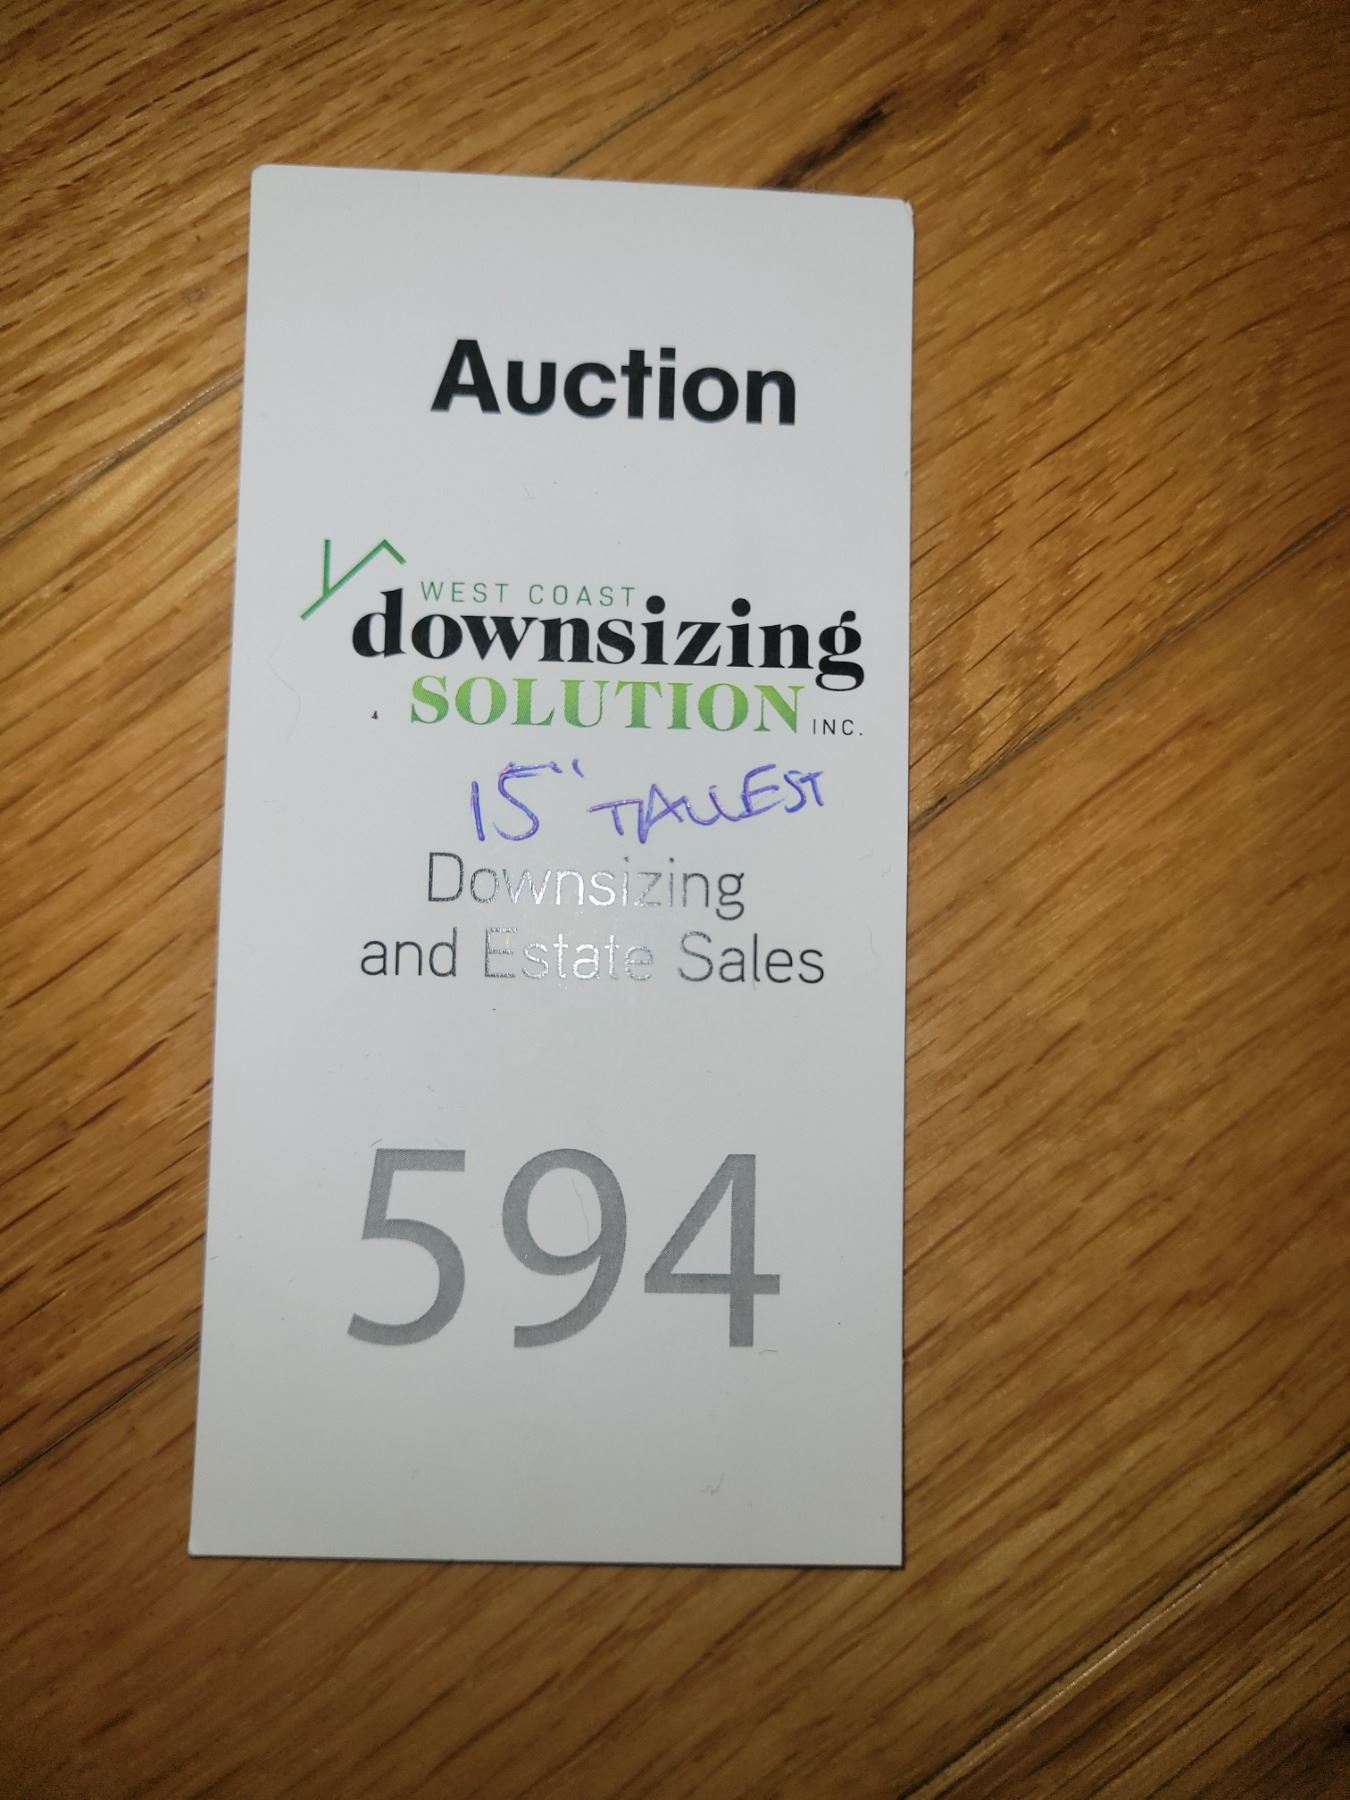 Auction
WEST COAST
downsizing
SOLUTION INC.
15" TALLEST
Downsizing
and Estate Sales
594